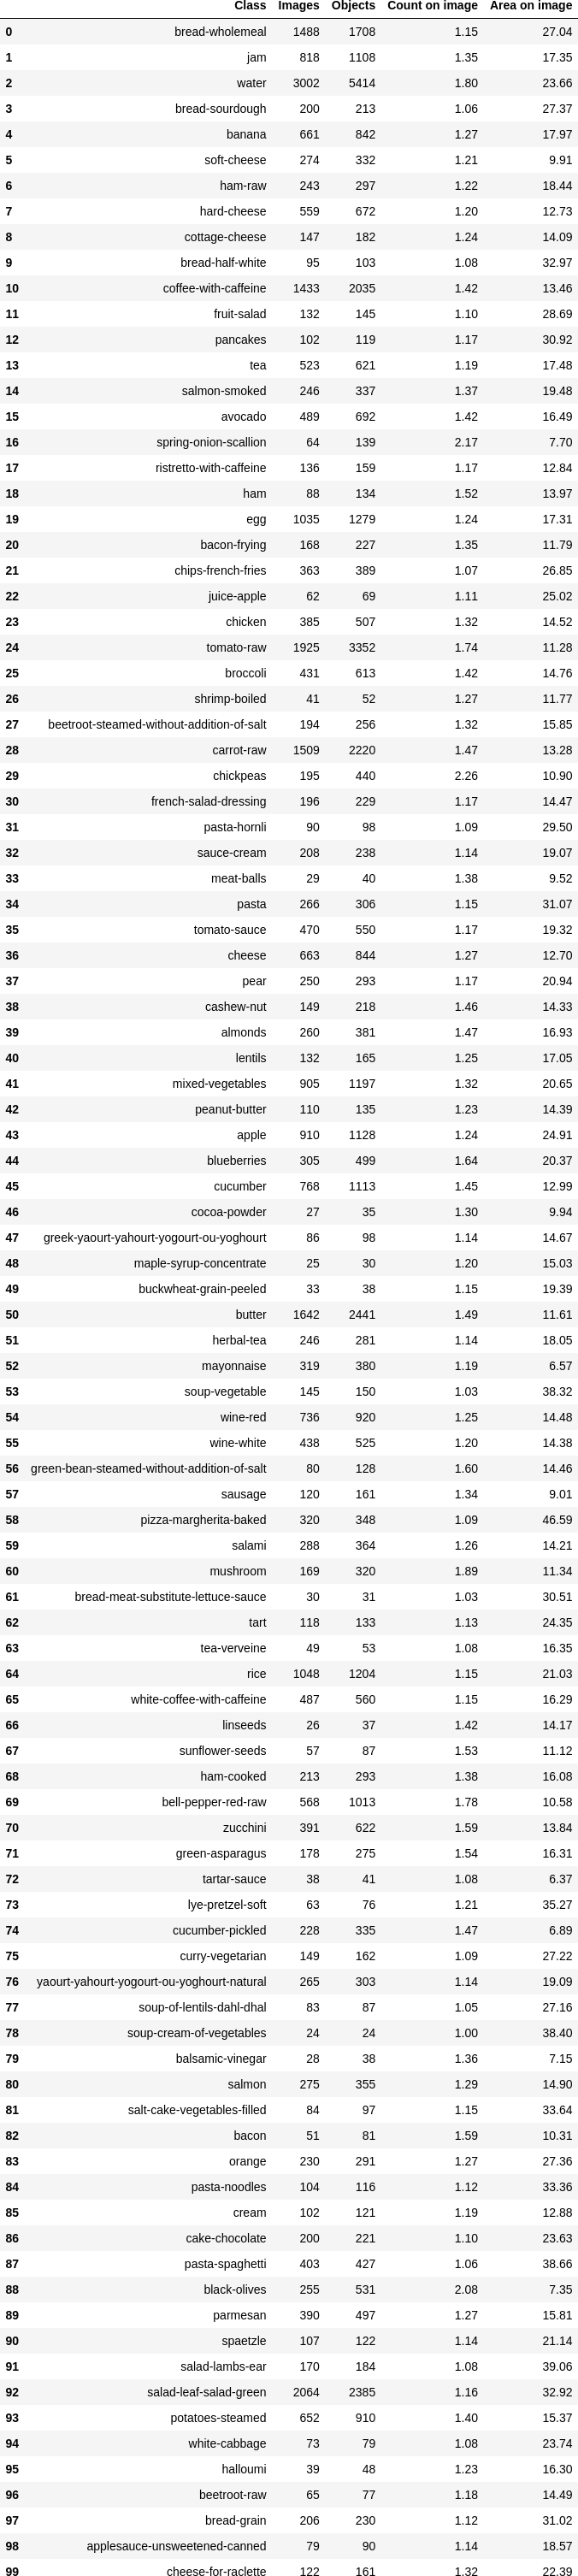 Class Images Objects Count on image Area on image
0 bread-wholemeal 1488 1708 1.15 27.04
1 jam 818 1108 1.35 17.35
2 water 3002 5414 1.80 23.66
3 bread-sourdough 200 213 1.06 27.37
4 banana 661 842 1.27 17.97
5 soft-cheese 274 332 1.21 9.91
6 ham-raw 243 297 1.22 18.44
7 hard-cheese 559 672 1.20 12.73
8 cottage-cheese 147 182 1.24 14.09
9 bread-half-white 95 103 1.08 32.97
10 coffee-with-caffeine 1433 2035 1.42 13.46
11 fruit-salad 132 145 1.10 28.69
12 pancakes 102 119 1.17 30.92
13 tea 523 621 1.19 17.48
14 salmon-smoked 246 337 1.37 19.48
15 avocado 489 692 1.42 16.49
16 spring-onion-scallion 64 139 2.17 7.70
17 ristretto-with-caffeine 136 159 1.17 12.84
18 ham 88 134 1.52 13.97
19 egg 1035 1279 1.24 17.31
20 bacon-frying 168 227 1.35 11.79
21 chips-french-fries 363 389 1.07 26.85
22 juice-apple 62 69 1.11 25.02
23 chicken 385 507 1.32 14.52
24 tomato-raw 1925 3352 1.74 11.28
25 broccoli 431 613 1.42 14.76
26 shrimp-boiled 41 52 1.27 11.77
27 beetroot-steamed-without-addition-of-salt 194 256 1.32 15.85
28 carrot-raw 1509 2220 1.47 13.28
29 chickpeas 195 440 2.26 10.90
30 french-salad-dressing 196 229 1.17 14.47
31 pasta-hornli 90 98 1.09 29.50
32 sauce-cream 208 238 1.14 19.07
33 meat-balls 29 40 1.38 9.52
34 pasta 266 306 1.15 31.07
35 tomato-sauce 470 550 1.17 19.32
36 cheese 663 844 1.27 12.70
37 pear 250 293 1.17 20.94
38 cashew-nut 149 218 1.46 14.33
39 almonds 260 381 1.47 16.93
40 lentils 132 165 1.25 17.05
41 mixed-vegetables 905 1197 1.32 20.65
42 peanut-butter 110 135 1.23 14.39
43 apple 910 1128 1.24 24.91
44 blueberries 305 499 1.64 20.37
45 cucumber 768 1113 1.45 12.99
46 cocoa-powder 27 35 1.30 9.94
47 greek-yaourt-yahourt-yogourt-ou-yoghourt 86 98 1.14 14.67
48 maple-syrup-concentrate 25 30 1.20 15.03
49 buckwheat-grain-peeled 33 38 1.15 19.39
50 butter 1642 2441 1.49 11.61
51 herbal-tea 246 281 1.14 18.05
52 mayonnaise 319 380 1.19 6.57
53 soup-vegetable 145 150 1.03 38.32
54 wine-red 736 920 1.25 14.48
55 wine-white 438 525 1.20 14.38
56 green-bean-steamed-without-addition-of-salt 80 128 1.60 14.46
57 sausage 120 161 1.34 9.01
58 pizza-margherita-baked 320 348 1.09 46.59
59 salami 288 364 1.26 14.21
60 mushroom 169 320 1.89 11.34
61 bread-meat-substitute-lettuce-sauce 30 31 1.03 30.51
62 tart 118 133 1.13 24.35
63 tea-verveine 49 53 1.08 16.35
64 rice 1048 1204 1.15 21.03
65 white-coffee-with-caffeine 487 560 1.15 16.29
66 linseeds 26 37 1.42 14.17
67 sunflower-seeds 57 87 1.53 11.12
68 ham-cooked 213 293 1.38 16.08
69 bell-pepper-red-raw 568 1013 1.78 10.58
70 zucchini 391 622 1.59 13.84
71 green-asparagus 178 275 1.54 16.31
72 tartar-sauce 38 41 1.08 6.37
73 lye-pretzel-soft 63 76 1.21 35.27
74 cucumber-pickled 228 335 1.47 6.89
75 curry-vegetarian 149 162 1.09 27.22
76 yaourt-yahourt-yogourt-ou-yoghourt-natural 265 303 1.14 19.09
77 soup-of-lentils-dahl-dhal 83 87 1.05 27.16
78 soup-cream-of-vegetables 24 24 1.00 38.40
79 balsamic-vinegar 28 38 1.36 7.15
80 salmon 275 355 1.29 14.90
81 salt-cake-vegetables-filled 84 97 1.15 33.64
82 bacon 51 81 1.59 10.31
83 orange 230 291 1.27 27.36
84 pasta-noodles 104 116 1.12 33.36
85 cream 102 121 1.19 12.88
86 cake-chocolate 200 221 1.10 23.63
87 pasta-spaghetti 403 427 1.06 38.66
88 black-olives 255 531 2.08 7.35
89 parmesan 390 497 1.27 15.81
90 spaetzle 107 122 1.14 21.14
91 salad-lambs-ear 170 184 1.08 39.06
92 salad-leaf-salad-green 2064 2385 1.16 32.92
93 potatoes-steamed 652 910 1.40 15.37
94 white-cabbage 73 79 1.08 23.74
95 halloumi 39 48 1.23 16.30
96 beetroot-raw 65 77 1.18 14.49
97 bread-grain 206 230 1.12 31.02
98 applesauce-unsweetened-canned 79 90 1.14 18.57
99 cheese-for-raclette 122 161 1.32 22.39